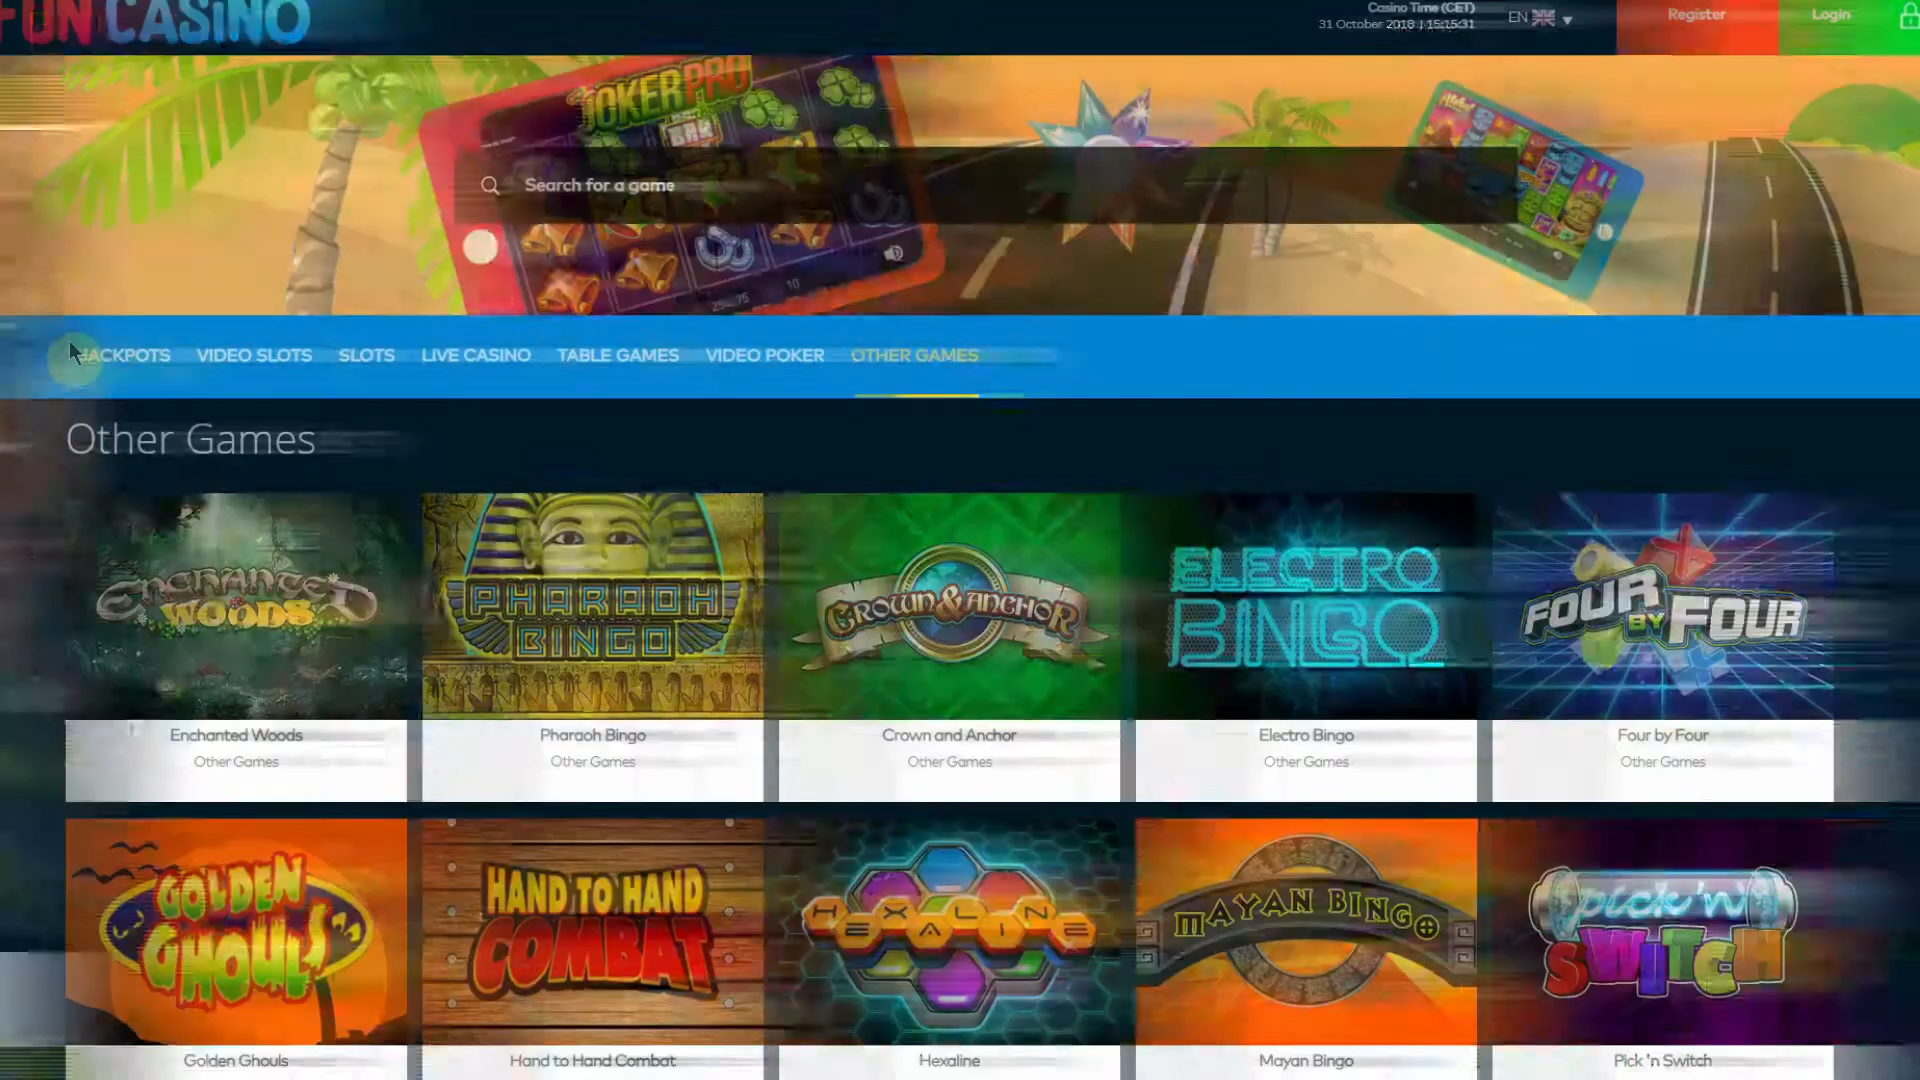 FUN CASINO
Casino Time (CET)
31 October 2018 | 15:15:31
EN
Register
Login
JOKER PRO
BAR
Aloha!
Search for a game
JACKPOTS VIDEO SLOTS SLOTS LIVE CASINO TABLE GAMES VIDEO POKER OTHER GAMES
Other Games
ENCHANTED
WOODS
PHARAOH
BINGO
CROWN & ANCHOR
ELECTRO
BINGO
FOUR
BY FOUR
Enchanted Woods
Other Games
Pharaoh Bingo
Other Games
Crown and Anchor
Other Games
Electro Bingo
Other Games
Four by Four
Other Games
GOLDEN
GHOULS
HAND TO HAND
COMBAT
HEXALINE
MAYAN BINGO
pick 'n'
SWITCH
Golden Ghouls
Hand to Hand Combat
Hexaline
Mayan Bingo
Pick 'n Switch